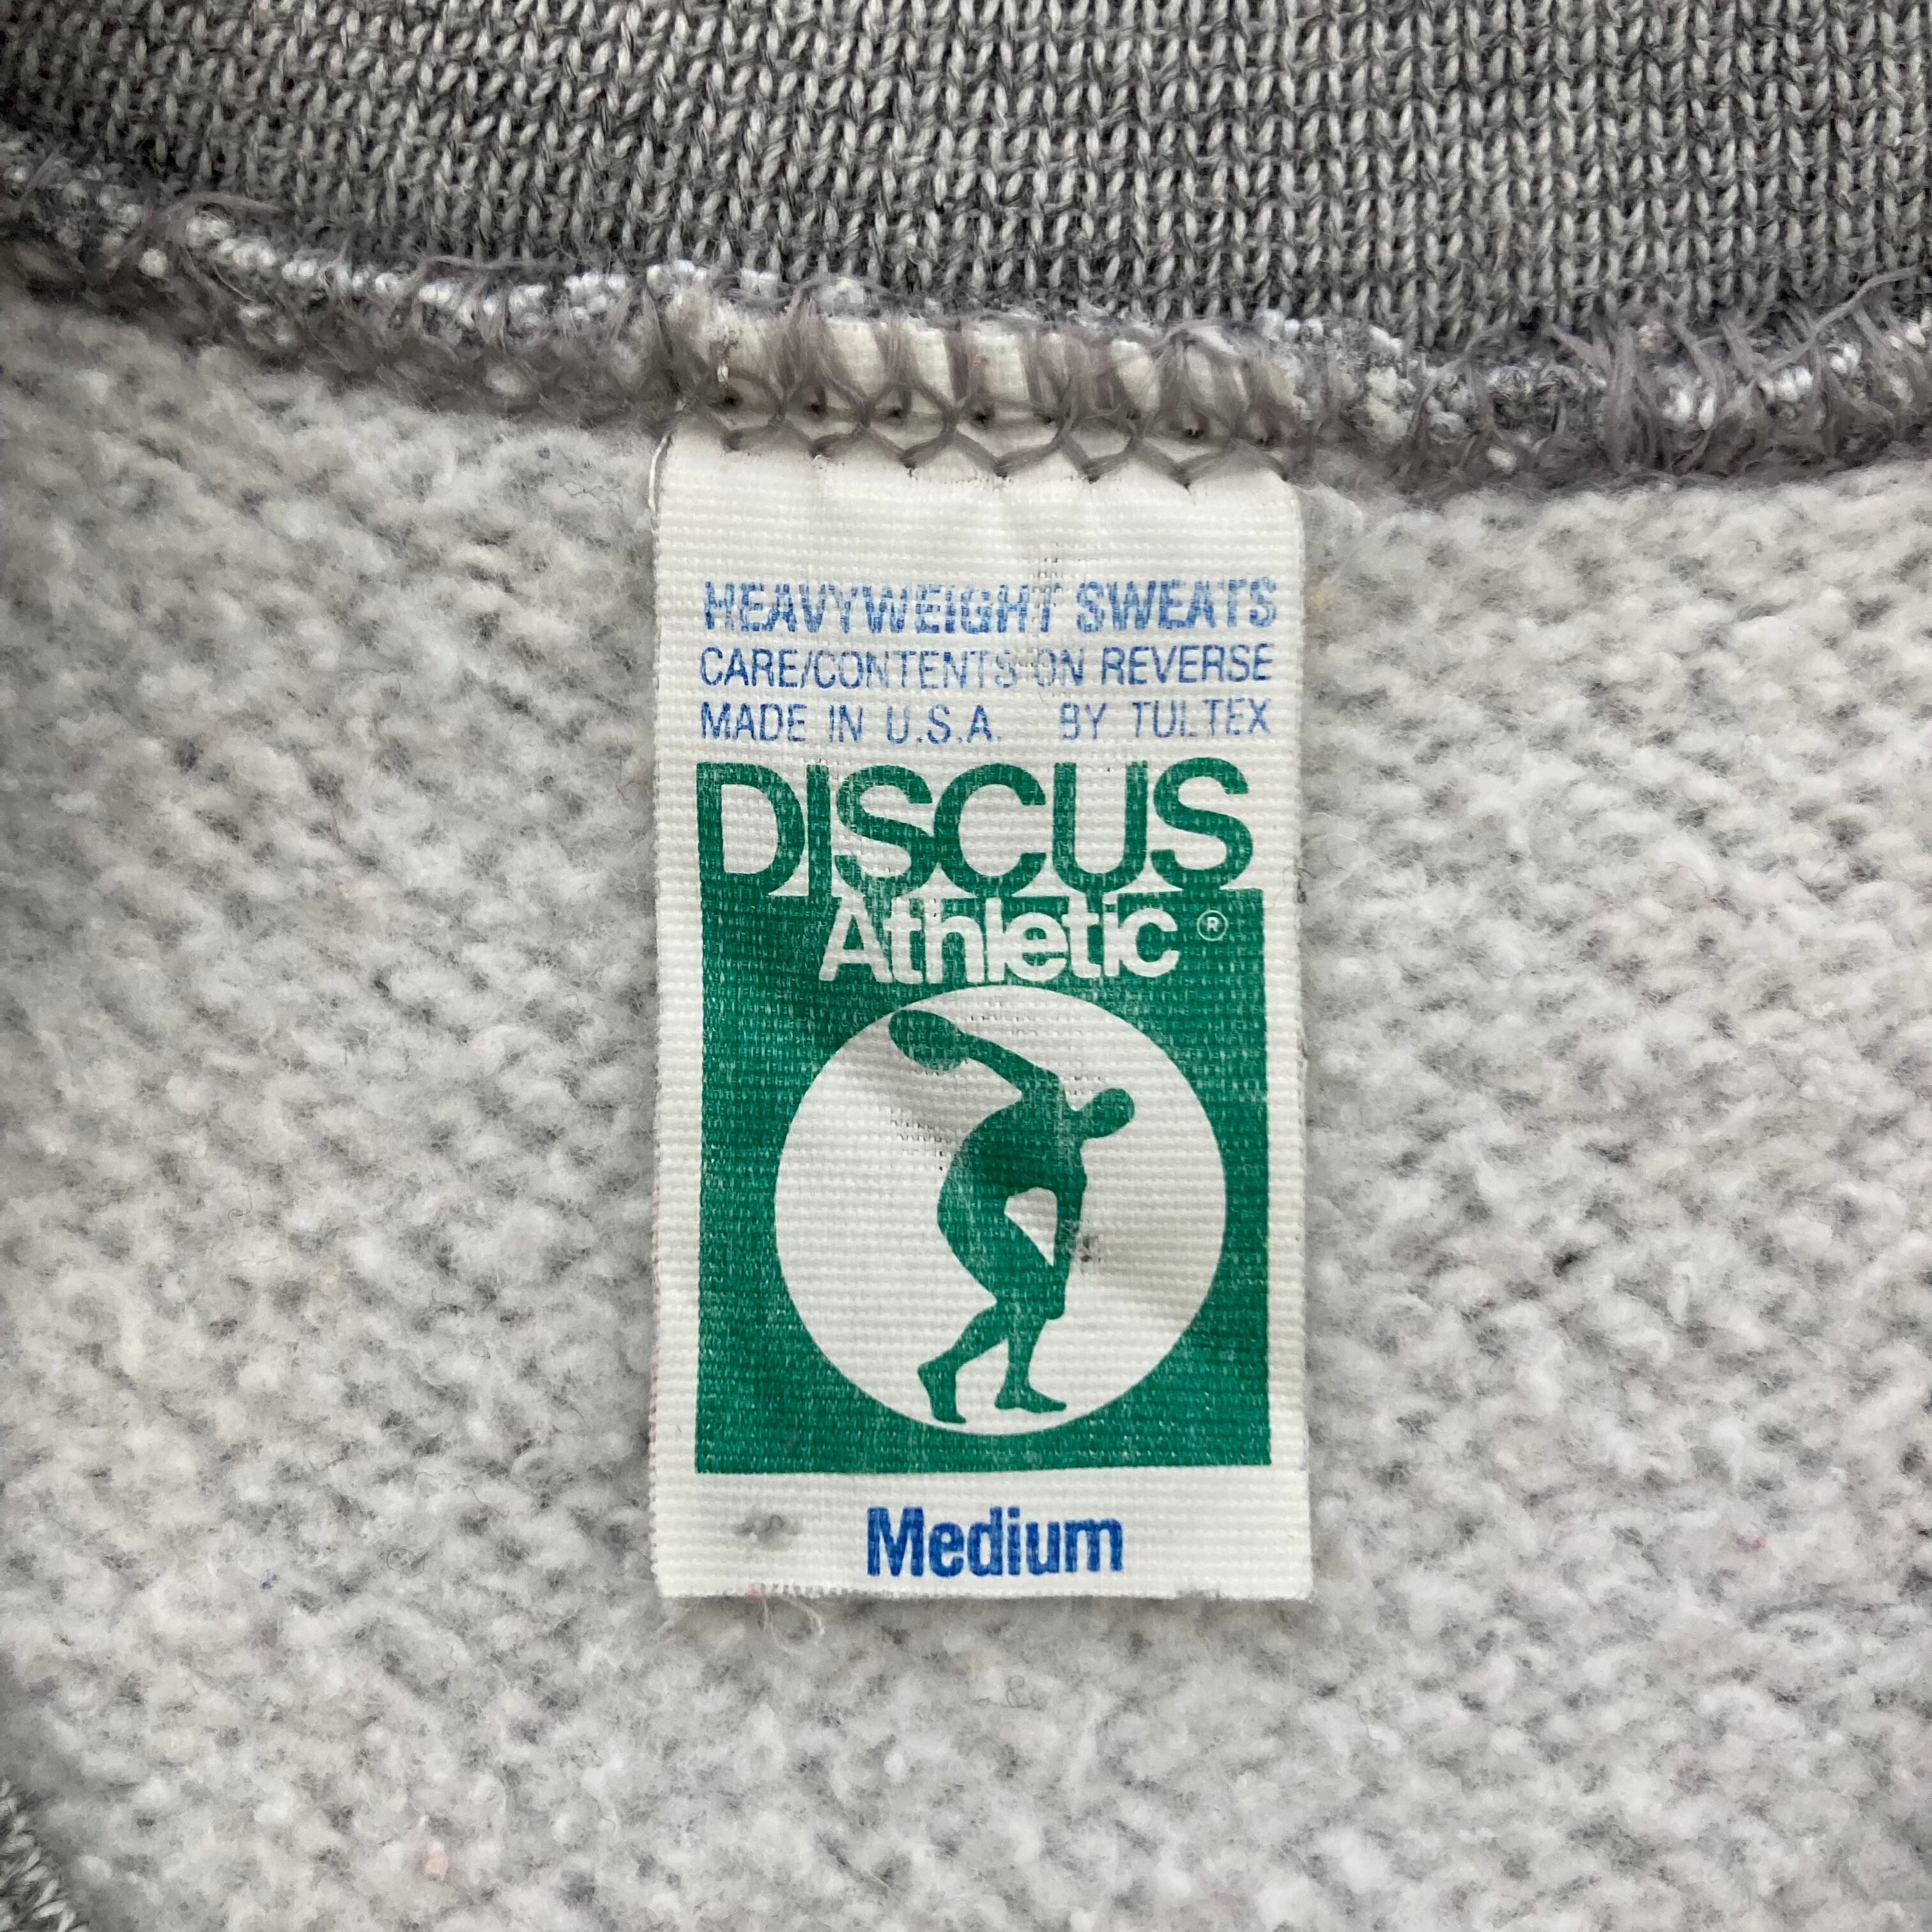 HEAVYWEIGHT SWEATS
CARE/CONTENTS ON REVERSE
MADE IN U.S.A. BY TULTEX
DISCUS
Athletic ®
Medium